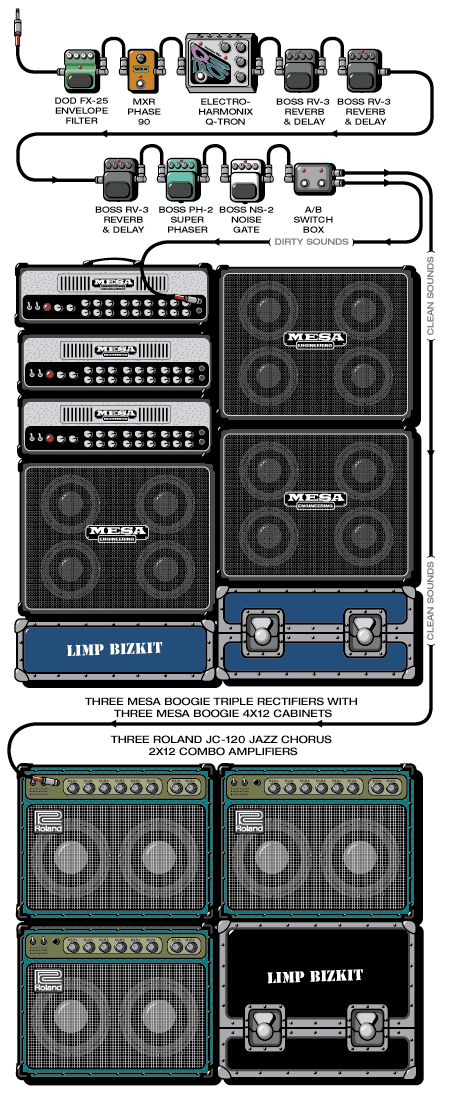 DOD FX-25
ENVELOPE
FILTER
MXR
PHASE
90
ELECTRO-
HARMONIX
Q-TRON
BOSS RV-3
REVERB
& DELAY
BOSS RV-3
REVERB
& DELAY
BOSS RV-3
REVERB
& DELAY
BOSS PH-2
SUPER
PHASER
BOSS NS-2
NOISE
GATE
A/B
SWITCH
BOX
DIRTY SOUNDS
CLEAN SOUNDS
MESA
MESA
ENGINEERING
MESA
MESA
MESA
ENGINEERING
MESA
ENGINEERING
CLEAN SOUNDS
LIMP BIZKIT
THREE MESA BOOGIE TRIPLE RECTIFIERS WITH
THREE MESA BOOGIE 4X12 CABINETS
THREE ROLAND JC-120 JAZZ CHORUS
2X12 COMBO AMPLIFIERS
Roland
Roland
Roland
LIMP BIZKIT